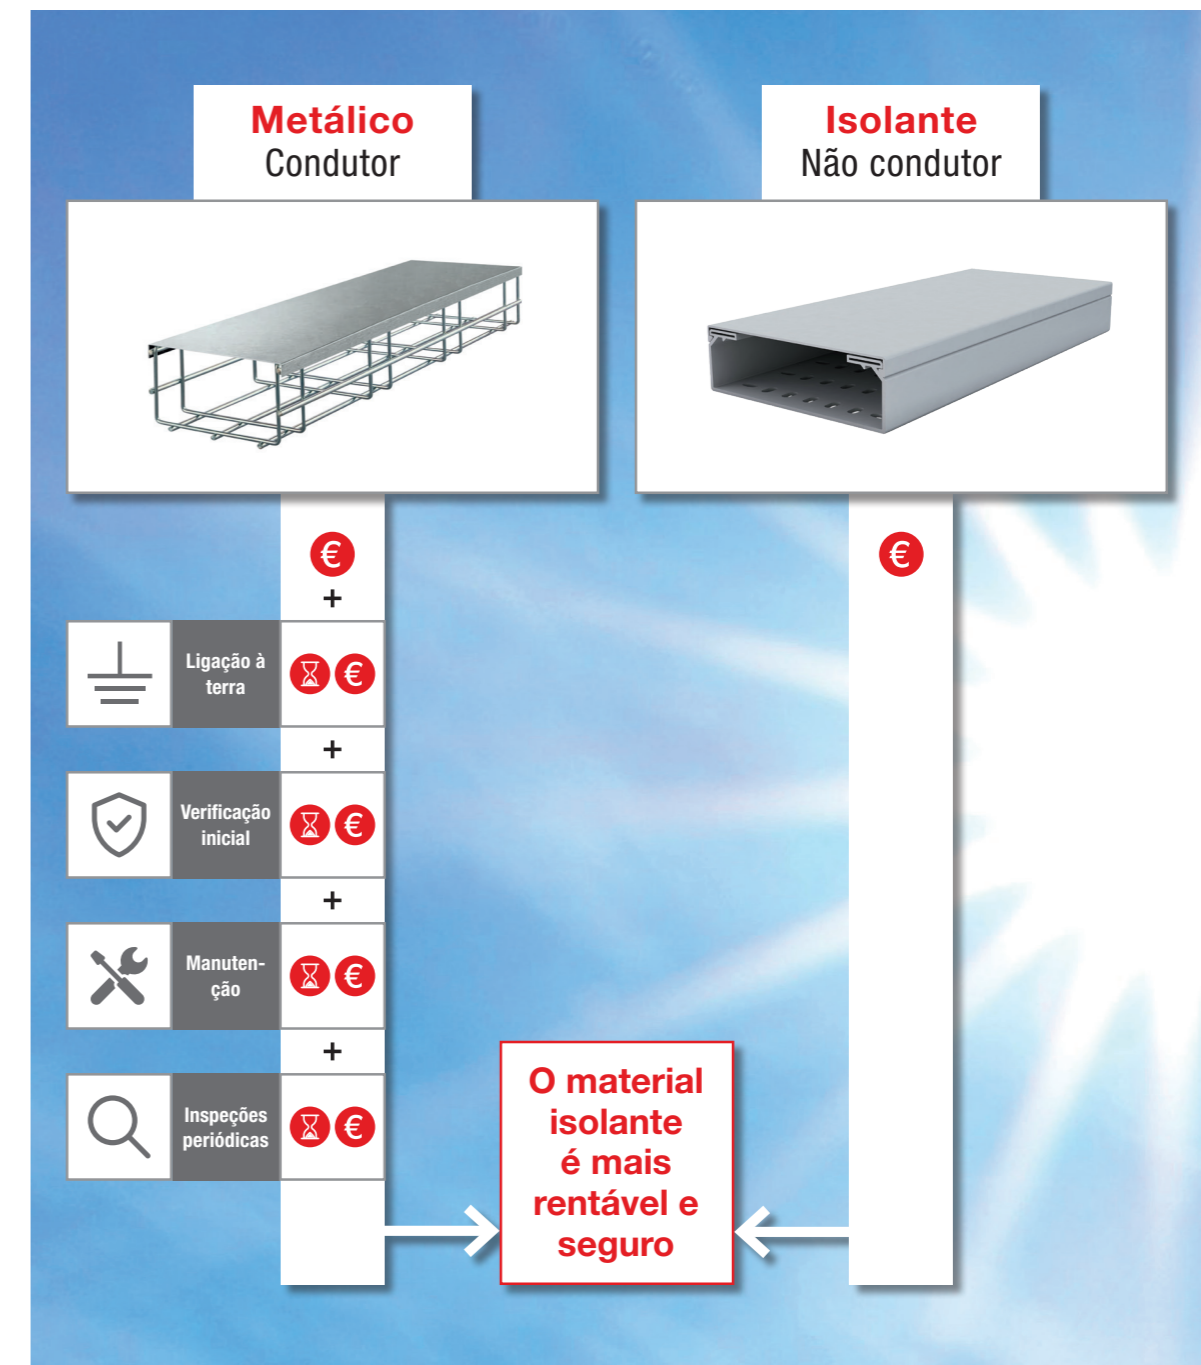 Metálico
Condutor
Isolante
Não condutor
€
+
€
Ligação à
terra
€
+
Verificação
inicial
€
+
Manuten-
ção
€
+
Inspeções
periódicas
€
O material
isolante
é mais
rentável e
seguro